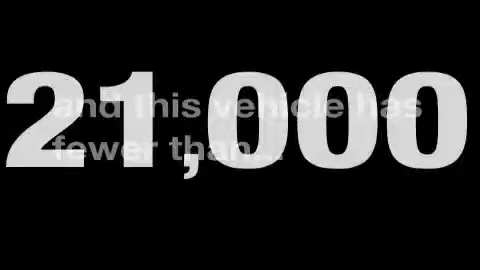 21,000
and this vehicle has
fewer than...